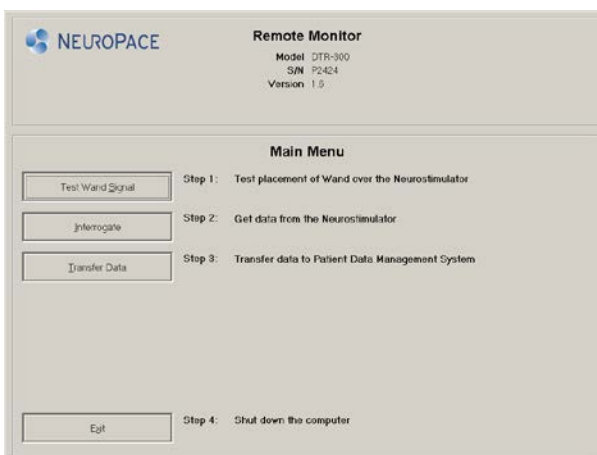 NEUROPACE
Remote Monitor
Model DTR-300
S/N P2424
Version 1.6
Main Menu
Test Wand Signal Step 1: Test placement of Wand over the Neurostimulator
Interrogate Step 2: Get data from the Neurostimulator
Transfer Data Step 3: Transfer data to Patient Data Management System
Exit Step 4: Shut down the computer